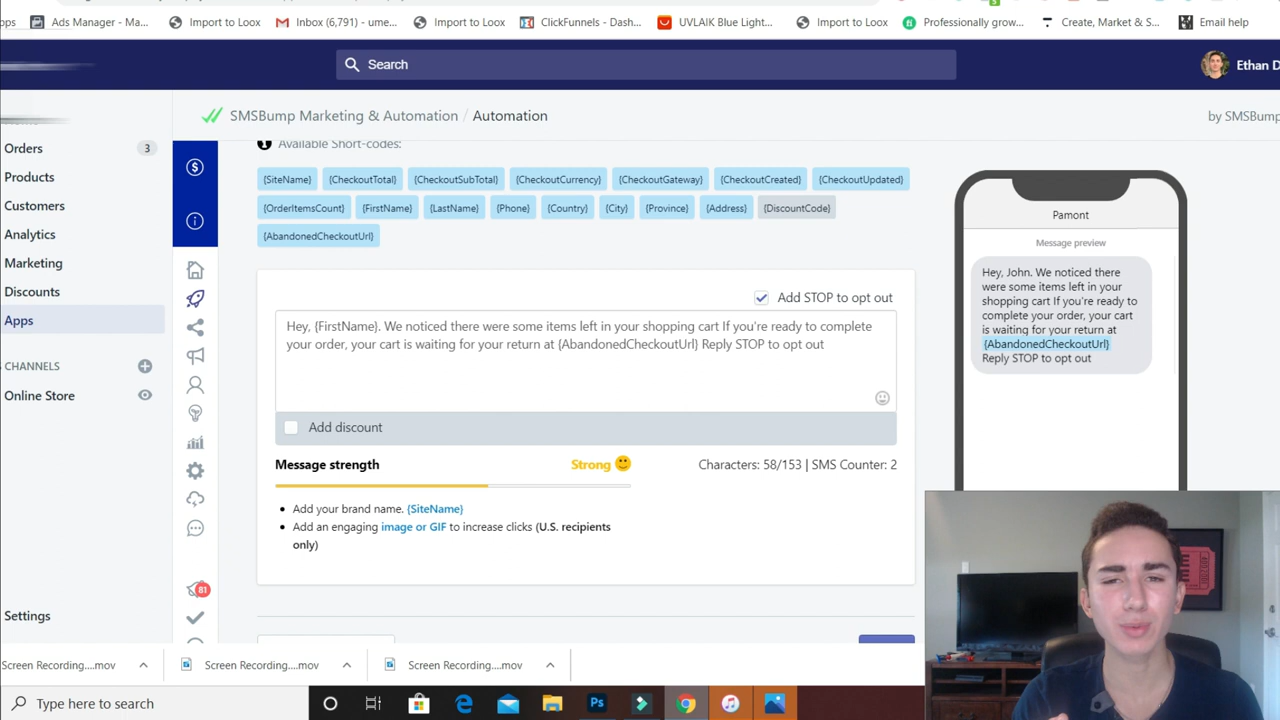 pps
Ads Manager - Ma...
Import to Loox
Inbox (6,791) - ume...
Import to Loox
ClickFunnels - Dash...
UVLAIK Blue Light...
Import to Loox
Professionally grow...
Create, Market & S...
Email help
Search
Ethan D
SMSBump Marketing & Automation / Automation
by SMSBump
Orders
3
Products
Customers
Analytics
Marketing
Discounts
Apps
CHANNELS
Online Store
Settings
81
Available Short-codes:
{SiteName} {CheckoutTotal} {CheckoutSubTotal} {CheckoutCurrency} {CheckoutGateway} {CheckoutCreated} {CheckoutUpdated}
{OrderItemsCount} {FirstName} {LastName} {Phone} {Country} {City} {Province} {Address} {DiscountCode}
{AbandonedCheckoutUrl}
Add STOP to opt out
Hey, {FirstName}. We noticed there were some items left in your shopping cart If you're ready to complete
your order, your cart is waiting for your return at {AbandonedCheckoutUrl} Reply STOP to opt out
Add discount
Message strength
Strong
Characters: 58/153 | SMS Counter: 2
Add your brand name. {SiteName}
Add an engaging image or GIF to increase clicks (U.S. recipients
only)
Pamont
Message preview
Hey, John. We noticed there
were some items left in your
shopping cart If you're ready to
complete your order, your cart
is waiting for your return at
{AbandonedCheckoutUrl}
Reply STOP to opt out
Screen Recording....mov
Screen Recording....mov
Screen Recording....mov
Type here to search
Ps